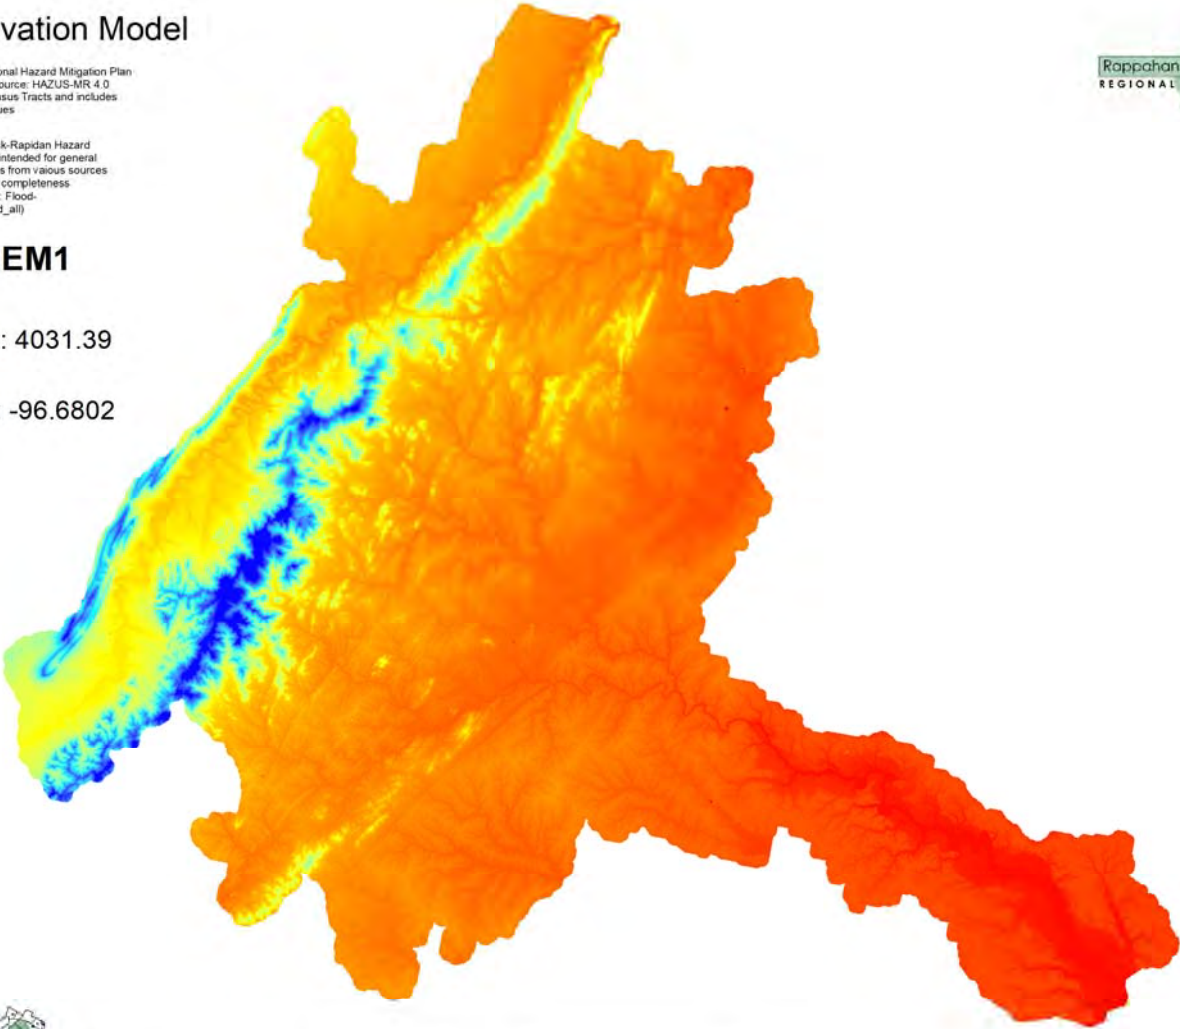 vation Model
onal Hazard Mitigation Plan
ource: HAZUS-MR 4.0
nsus Tracts and includes
ues
k-Rapidan Hazard
intended for general
s from vaious sources
completeness
: Flood-
d_all)
EM1
: 4031.39
: -96.6802
Rappahan
REGIONAL